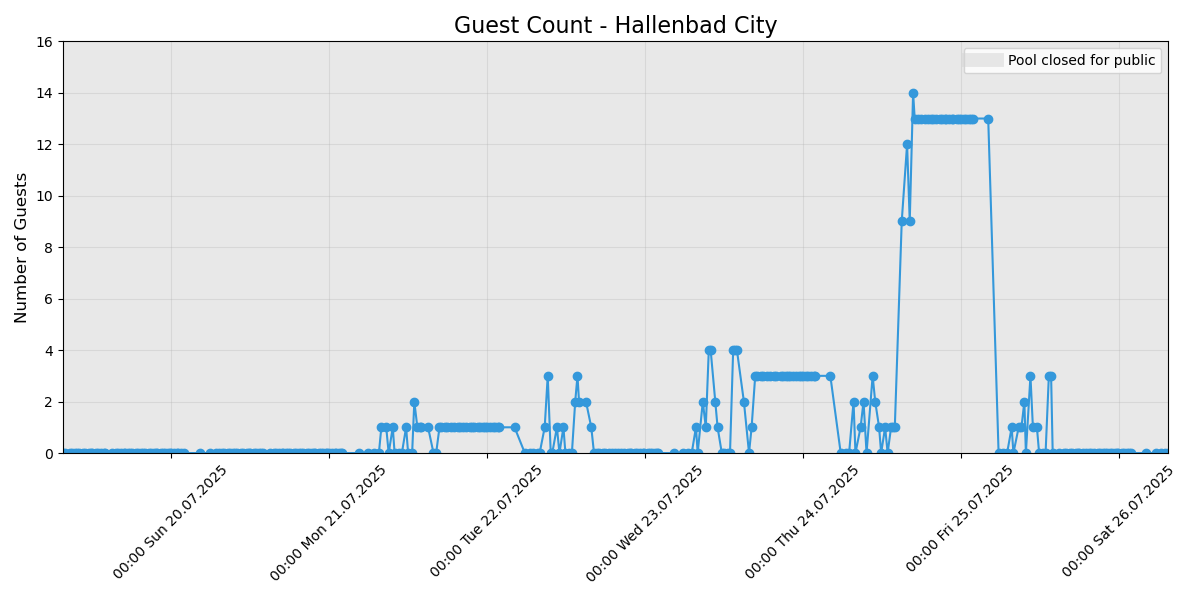 Guest Count - Hallenbad City
Pool closed for public
Number of Guests
16
14
12
10
8
6
4
2
0
00:00 Sun 20.07.2025
00:00 Mon 21.07.2025
00:00 Tue 22.07.2025
00:00 Wed 23.07.2025
00:00 Thu 24.07.2025
00:00 Fri 25.07.2025
00:00 Sat 26.07.2025